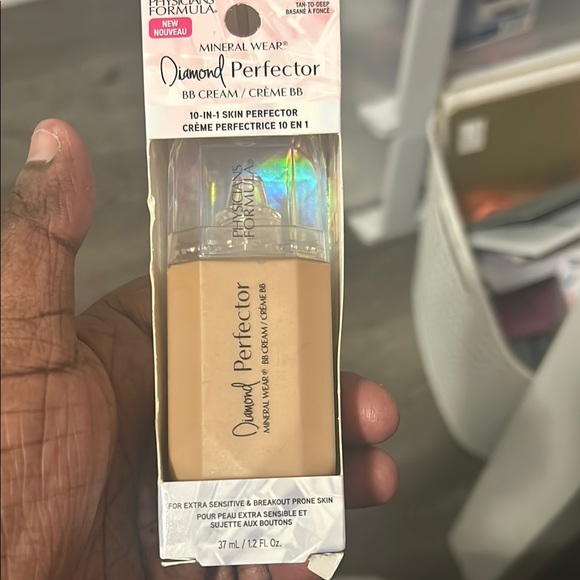 PHYSICIANS
FORMULA®
TAN-TO-DEEP
BASANÉ À FONCÉ
NEW
NOUVEAU
MINERAL WEAR®
Diamond Perfector
BB CREAM / CRÈME BB
10-IN-1 SKIN PERFECTOR
CRÈME PERFECTRICE 10 EN 1
PHYSICIANS
FORMULA®
Diamond Perfector
MINERAL WEAR® BB CREAM / CRÈME BB
FOR EXTRA SENSITIVE & BREAKOUT PRONE SKIN
POUR PEAU EXTRA SENSIBLE ET
SUJETTE AUX BOUTONS
37 mL / 1.2 FL. Oz.